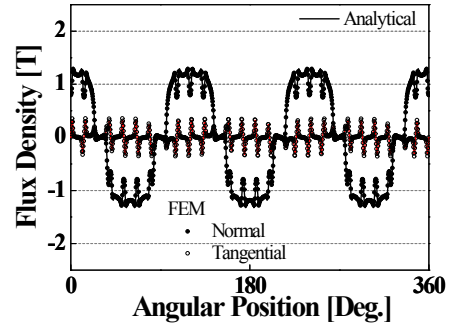 Analytical
2
1
0
-1
-2
Flux Density [T]
FEM
Normal
Tangential
0 180 360
Angular Position [Deg.]